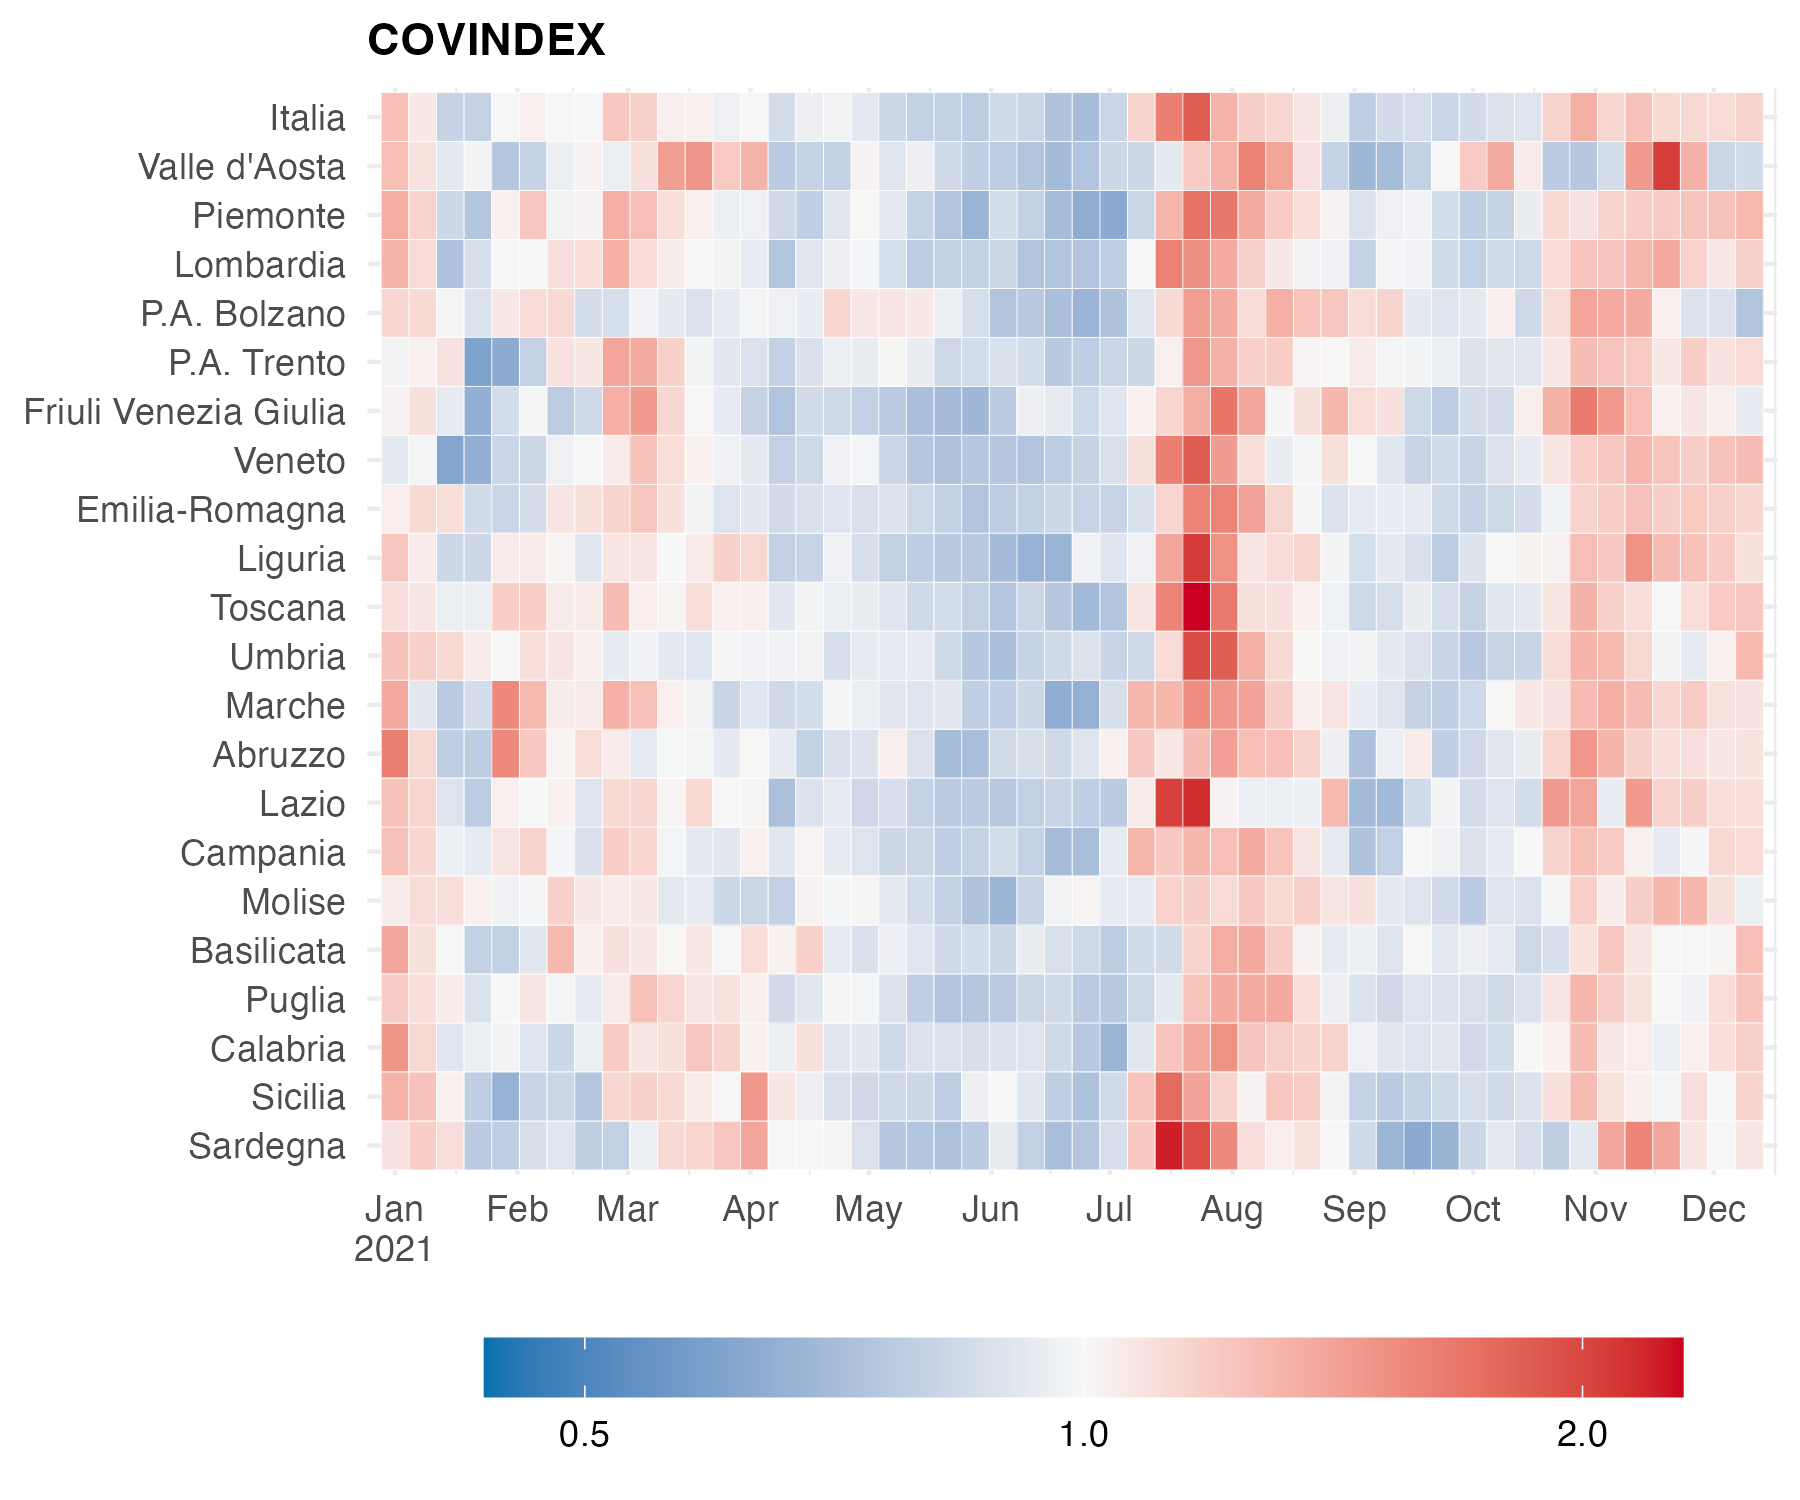 COVINDEX
Italia
Valle d'Aosta
Piemonte
Lombardia
P.A. Bolzano
P.A. Trento
Friuli Venezia Giulia
Veneto
Emilia-Romagna
Liguria
Toscana
Umbria
Marche
Abruzzo
Lazio
Campania
Molise
Basilicata
Puglia
Calabria
Sicilia
Sardegna
Jan Feb Mar Apr May Jun Jul Aug Sep Oct Nov Dec
2021
0.5 1.0 2.0